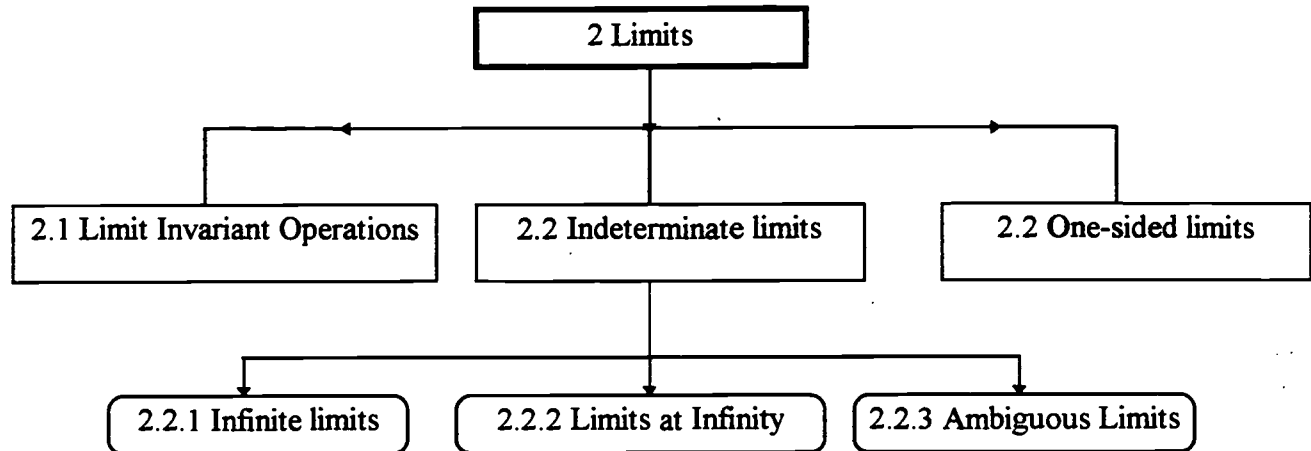 2 Limits
2.1 Limit Invariant Operations
2.2 Indeterminate limits
2.2 One-sided limits
2.2.1 Infinite limits
2.2.2 Limits at Infinity
2.2.3 Ambiguous Limits